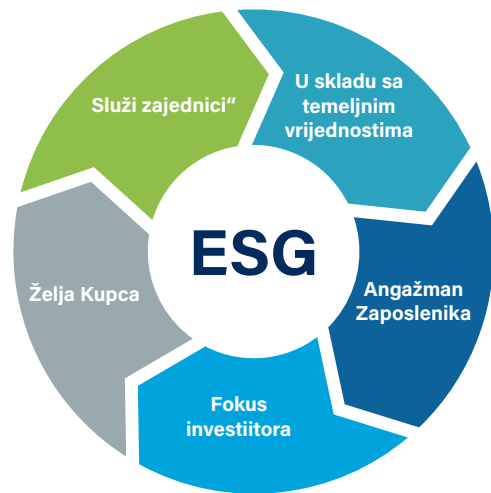 Služi zajednici“
U skladu sa
temeljnim
vrijednostima
ESG
Želja Kupca
Angažman
Zaposlenika
Fokus
investiitora